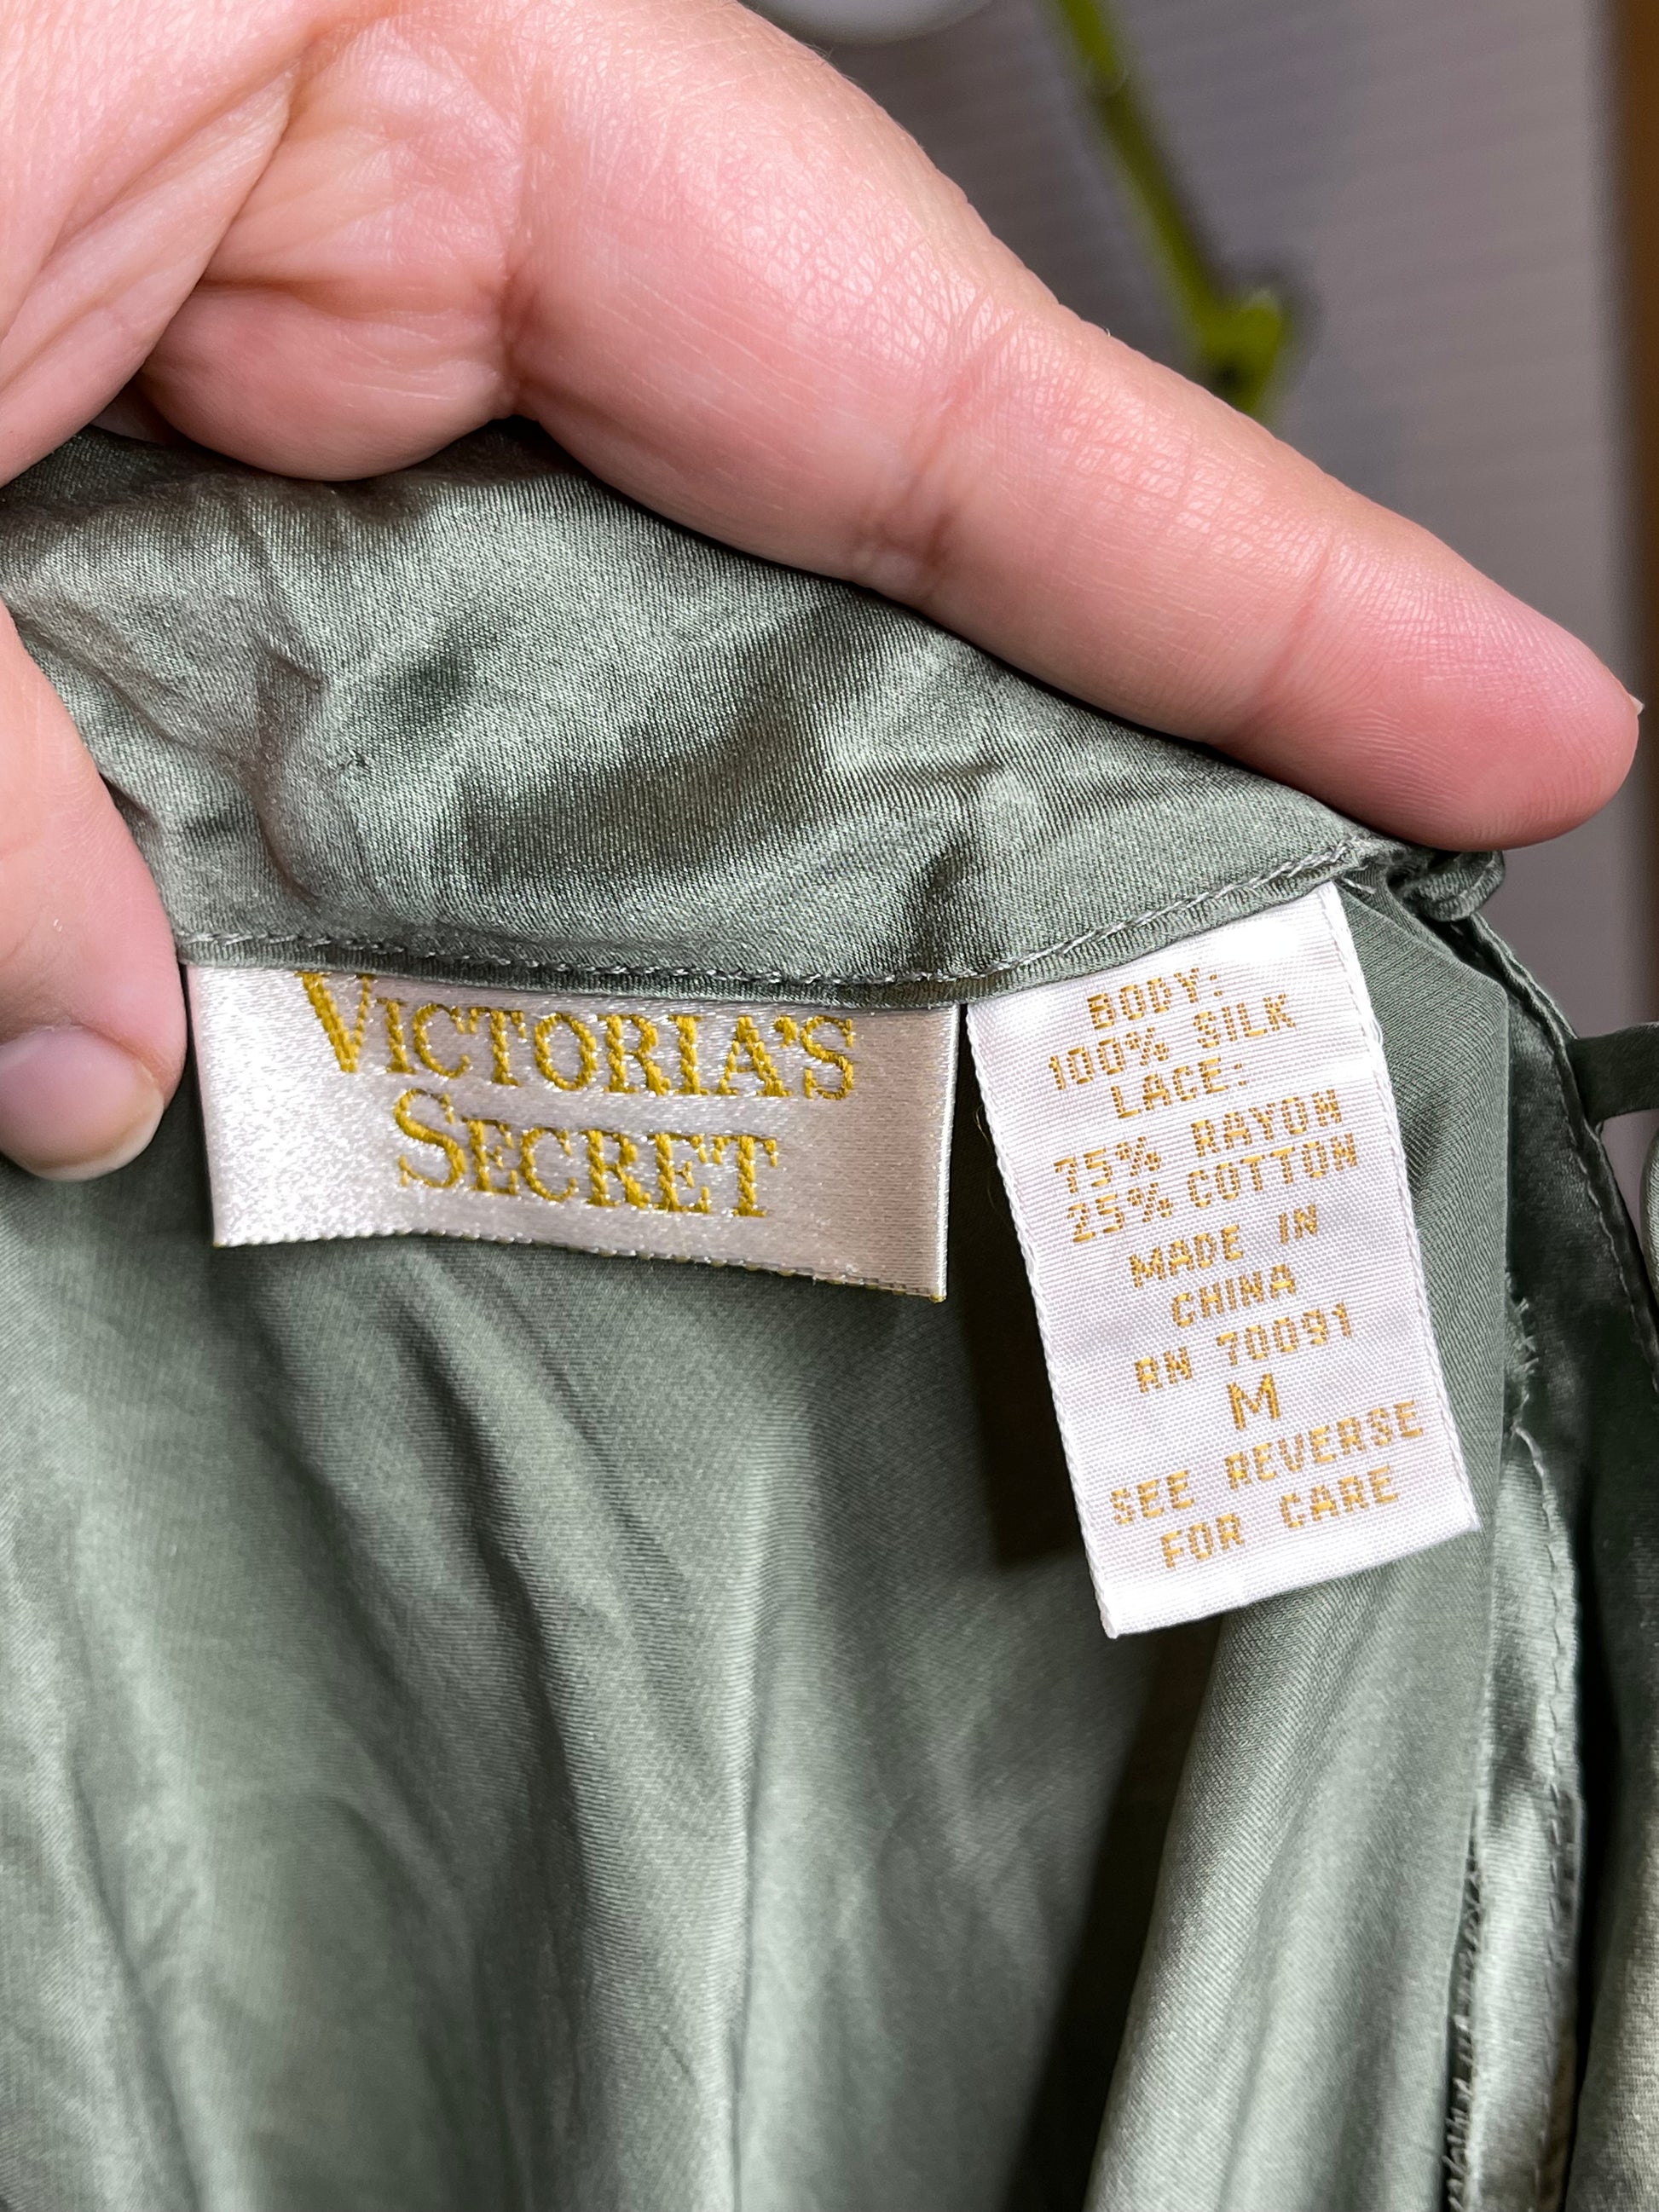 VICTORIA'S
SECRET
BODY:
100% SILK
LACE:
75% RAYON
25% COTTON
MADE IN
CHINA
RN 70091
M
SEE REVERSE
FOR CARE